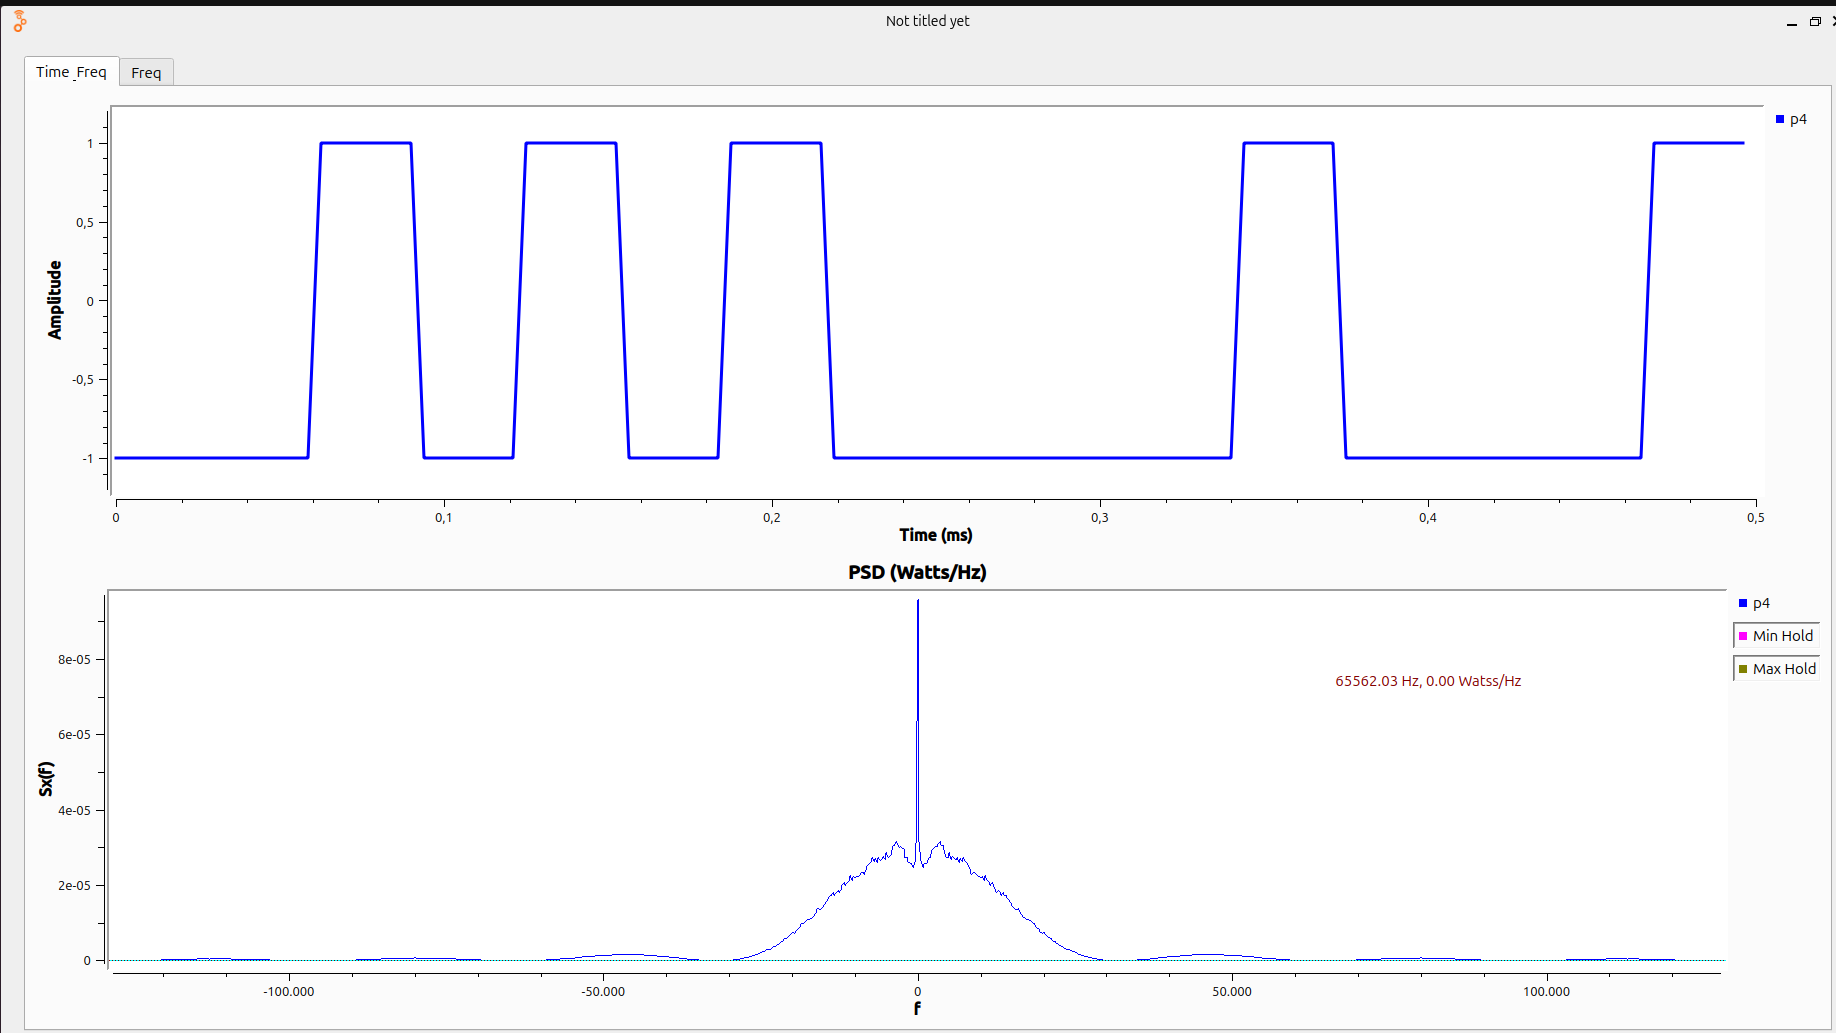 Not titled yet
Time_Freq
Freq
p4
1
0,5
0
-0,5
-1
Amplitude
0
0,1
0,2
0,3
0,4
0,5
Time (ms)
PSD (Watts/Hz)
p4
Min Hold
Max Hold
65562.03 Hz, 0.00 Watss/Hz
8e-05
6e-05
4e-05
2e-05
0
Sx(f)
-100.000
-50.000
0
50.000
100.000
f